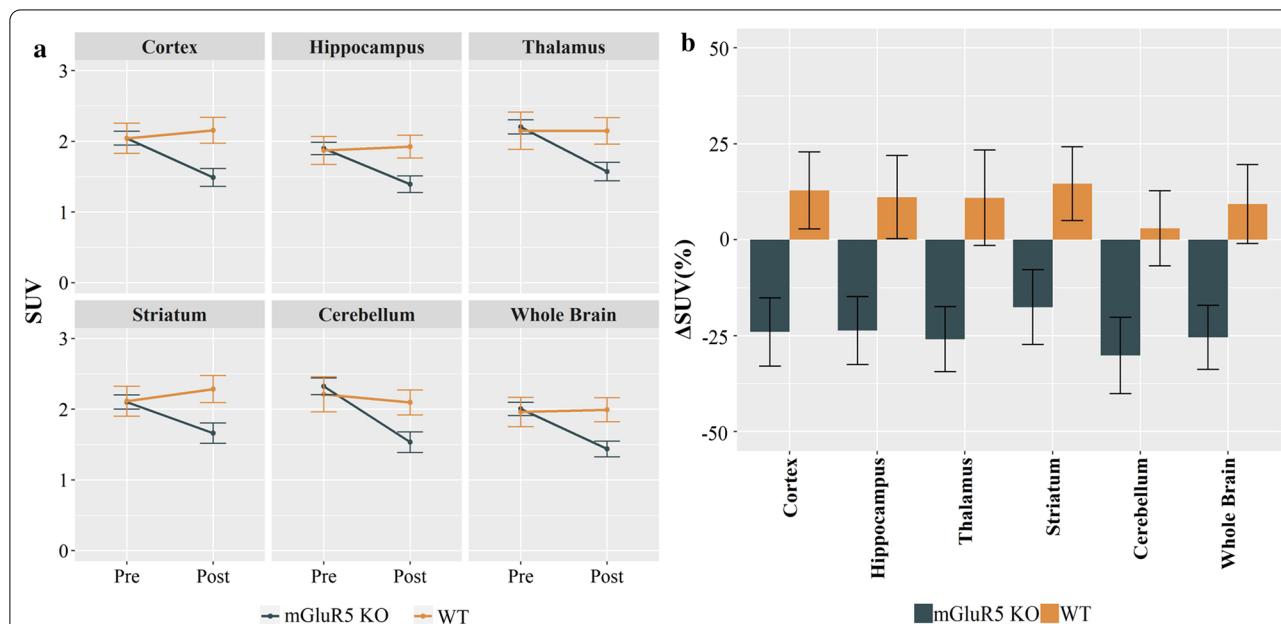 a
Cortex Hippocampus Thalamus
3
2
1
0
Striatum Cerebellum Whole Brain
3
2
1
0
SUV
Pre Post Pre Post Pre Post
mGluR5 KO WT
b
50
25
0
-25
-50
ΔSUV(%)
Cortex
Hippocampus
Thalamus
Striatum
Cerebellum
Whole Brain
mGluR5 KO WT